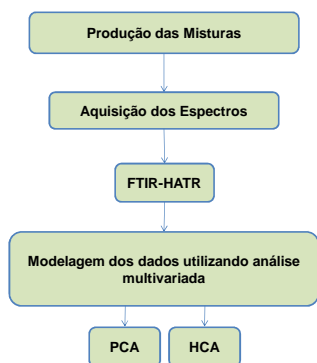 Produção das Misturas
Aquisição dos Espectros
FTIR-HATR
Modelagem dos dados utilizando análise
multivariada
PCA
HCA